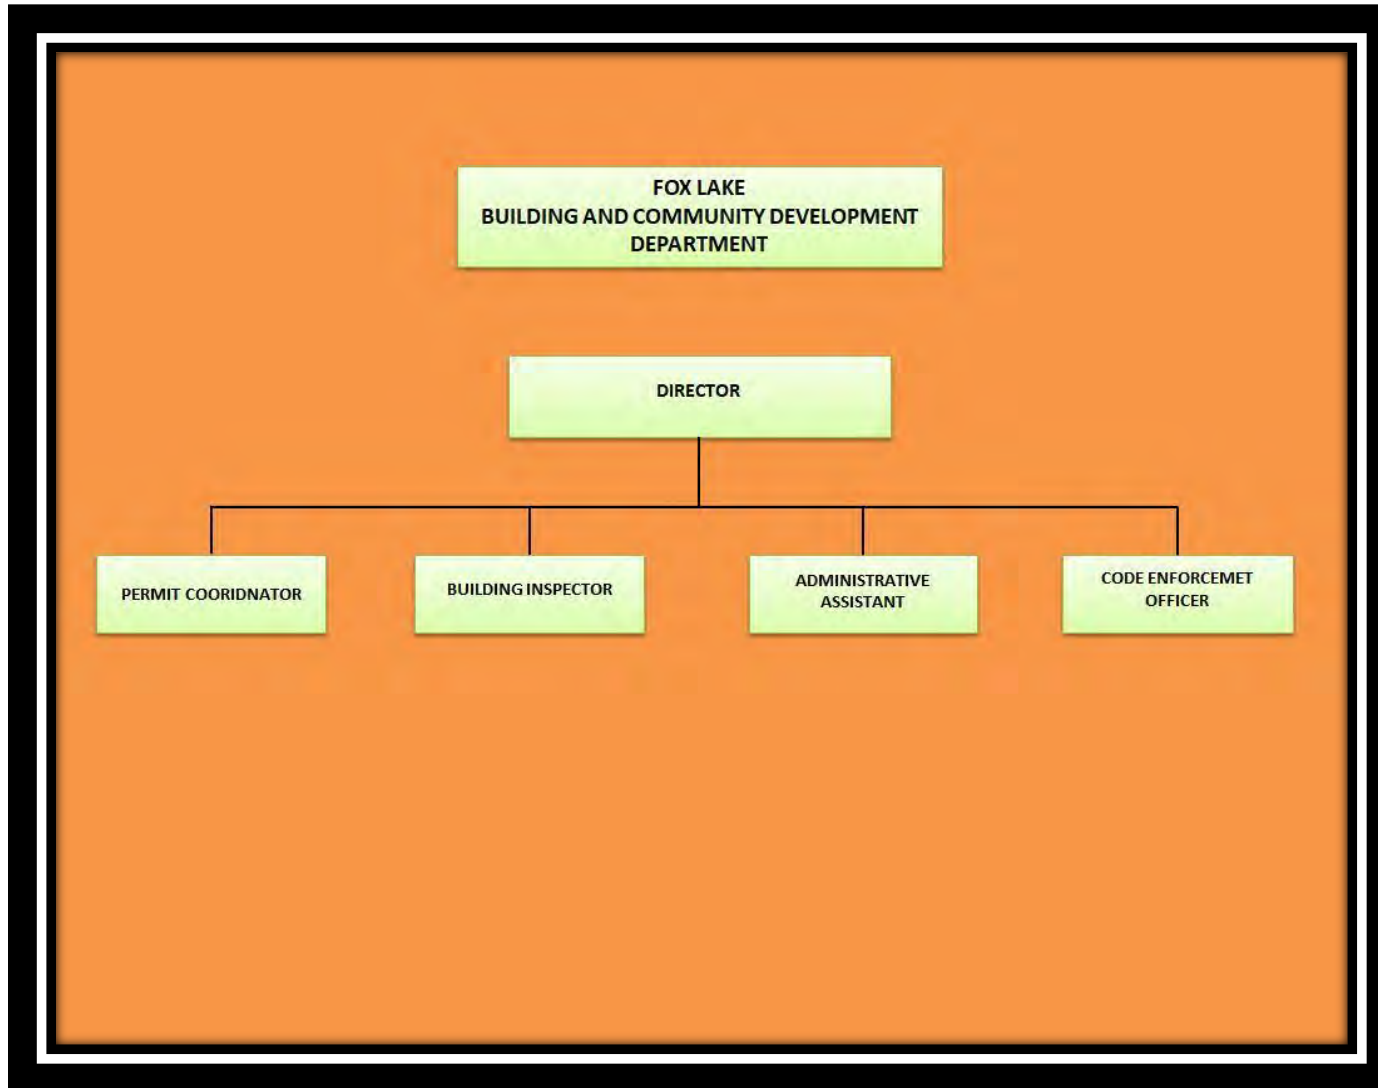 FOX LAKE
BUILDING AND COMMUNITY DEVELOPMENT
DEPARTMENT
DIRECTOR
PERMIT COORIDNATOR
BUILDING INSPECTOR
ADMINISTRATIVE
ASSISTANT
CODE ENFORCEMET
OFFICER